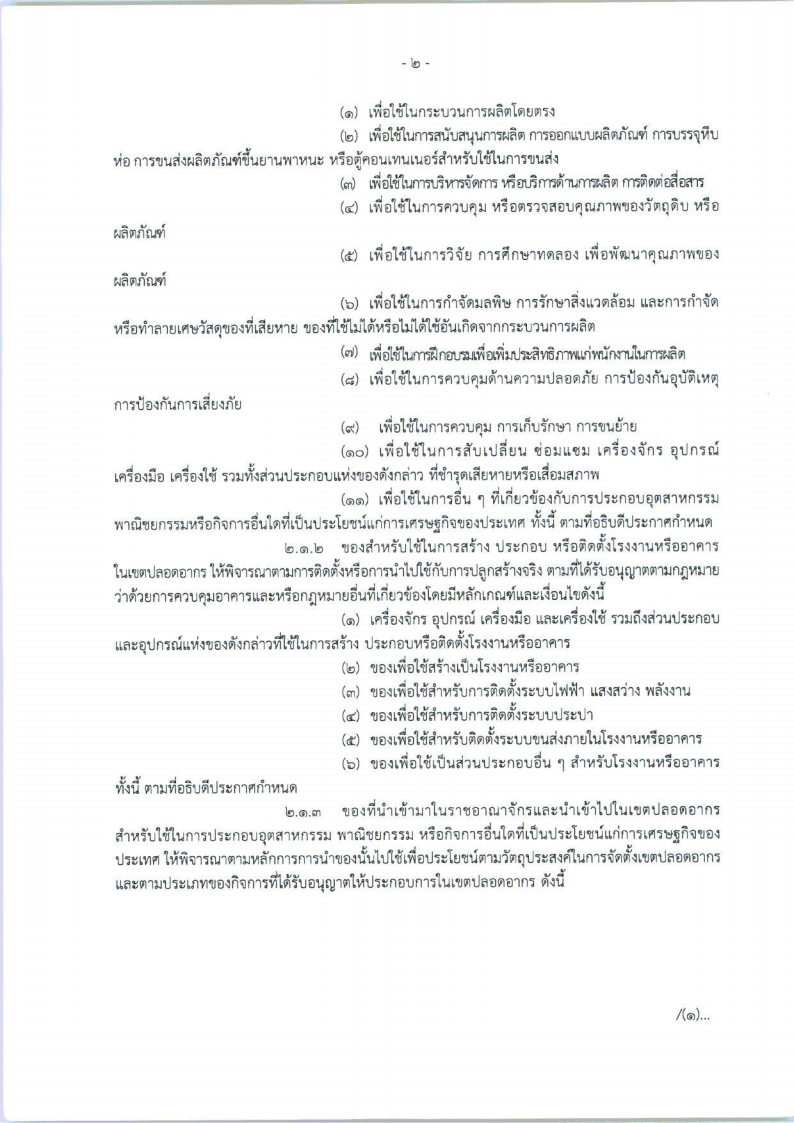 - ๒ -
(๑) เพื่อใช้ในกระบวนการผลิตโดยตรง
(๒) เพื่อใช้ในการสนับสนุนการผลิต การออกแบบผลิตภัณฑ์ การบรรจุหีบ
ห่อ การขนส่งผลิตภัณฑ์ขึ้นยานพาหนะ หรือตู้คอนเทนเนอร์สำหรับใช้ในการขนส่ง
(๓) เพื่อใช้ในการบริหารจัดการ หรือบริการด้านการผลิต การติดต่อสื่อสาร
(๔) เพื่อใช้ในการควบคุม หรือตรวจสอบคุณภาพของวัตถุดิบ หรือ
ผลิตภัณฑ์
(๕) เพื่อใช้ในการวิจัย การศึกษาทดลอง เพื่อพัฒนาคุณภาพของ
ผลิตภัณฑ์
(๖) เพื่อใช้ในการกำจัดมลพิษ การรักษาสิ่งแวดล้อม และการกำจัด
หรือทำลายเศษวัสดุของที่เสียหาย ของที่ใช้ไม่ได้หรือไม่ได้ใช้อันเกิดจากกระบวนการผลิต
(๗) เพื่อใช้ในการฝึกอบรมเพื่อเพิ่มประสิทธิภาพแก่พนักงานในการผลิต
(๘) เพื่อใช้ในการควบคุมด้านความปลอดภัย การป้องกันอุบัติเหตุ
การป้องกันการเสี่ยงภัย
(๙) เพื่อใช้ในการควบคุม การเก็บรักษา การขนย้าย
(๑๐) เพื่อใช้ในการสับเปลี่ยน ซ่อมแซม เครื่องจักร อุปกรณ์
เครื่องมือ เครื่องใช้ รวมทั้งส่วนประกอบแห่งของดังกล่าว ที่ชำรุดเสียหายหรือเสื่อมสภาพ
(๑๑) เพื่อใช้ในการอื่น ๆ ที่เกี่ยวข้องกับการประกอบอุตสาหกรรม
พาณิชยกรรมหรือกิจการอื่นใดที่เป็นประโยชน์แก่การเศรษฐกิจของประเทศ ทั้งนี้ ตามที่อธิบดีประกาศกำหนด
๒.๑.๒ ของสำหรับใช้ในการสร้าง ประกอบ หรือติดตั้งโรงงานหรืออาคาร
ในเขตปลอดอากร ให้พิจารณาตามการติดตั้งหรือการนำไปใช้กับการปลูกสร้างจริง ตามที่ได้รับอนุญาตตามกฎหมาย
ว่าด้วยการควบคุมอาคารและหรือกฎหมายอื่นที่เกี่ยวข้องโดยมีหลักเกณฑ์และเงื่อนไขดังนี้
(๑) เครื่องจักร อุปกรณ์ เครื่องมือ และเครื่องใช้ รวมถึงส่วนประกอบ
และอุปกรณ์แห่งของดังกล่าวที่ใช้ในการสร้าง ประกอบหรือติดตั้งโรงงานหรืออาคาร
(๒) ของเพื่อใช้สร้างเป็นโรงงานหรืออาคาร
(๓) ของเพื่อใช้สำหรับการติดตั้งระบบไฟฟ้า แสงสว่าง พลังงาน
(๔) ของเพื่อใช้สำหรับการติดตั้งระบบประปา
(๕) ของเพื่อใช้สำหรับติดตั้งระบบขนส่งภายในโรงงานหรืออาคาร
(๖) ของเพื่อใช้เป็นส่วนประกอบอื่น ๆ สำหรับโรงงานหรืออาคาร
ทั้งนี้ ตามที่อธิบดีประกาศกำหนด
๒.๑.๓ ของที่นำเข้ามาในราชอาณาจักรและนำเข้าไปในเขตปลอดอากร
สำหรับใช้ในการประกอบอุตสาหกรรม พาณิชยกรรม หรือกิจการอื่นใดที่เป็นประโยชน์แก่การเศรษฐกิจของ
ประเทศ ให้พิจารณาตามหลักการการนำของนั้นไปใช้เพื่อประโยชน์ตามวัตถุประสงค์ในการจัดตั้งเขตปลอดอากร
และตามประเภทของกิจการที่ได้รับอนุญาตให้ประกอบการในเขตปลอดอากร ดังนี้
/(๑)...